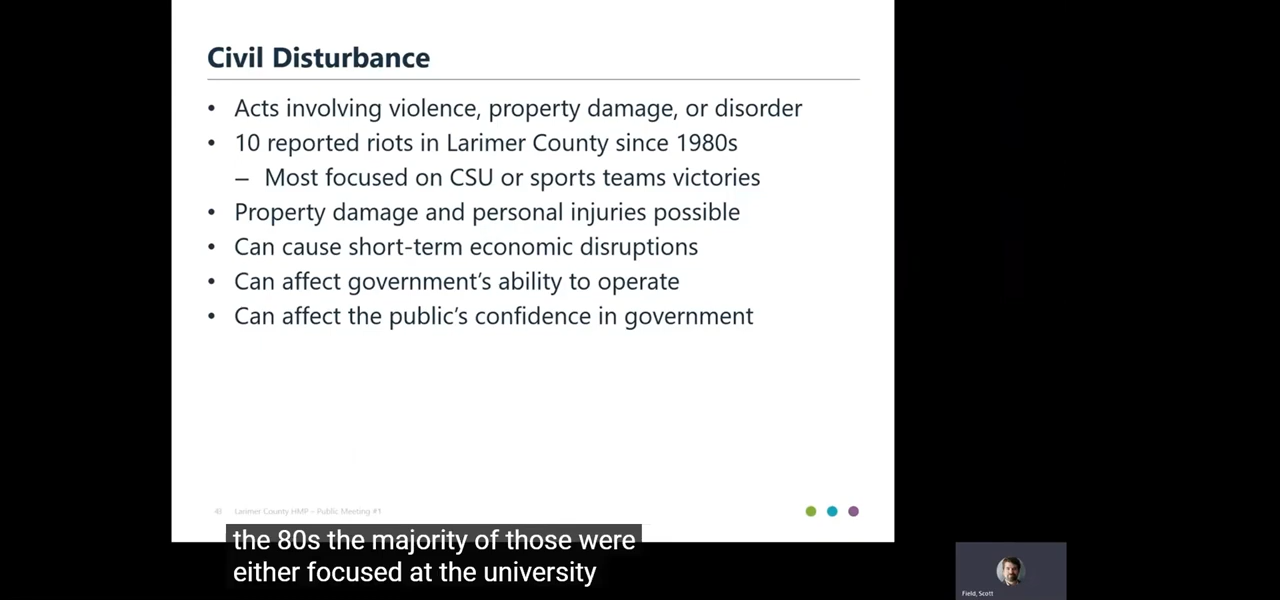 Civil Disturbance
• Acts involving violence, property damage, or disorder
• 10 reported riots in Larimer County since 1980s
– Most focused on CSU or sports teams victories
• Property damage and personal injuries possible
• Can cause short-term economic disruptions
• Can affect government's ability to operate
• Can affect the public's confidence in government
Larimer County HMP – Public Meeting #1
the 80s the majority of those were
either focused at the university
Field, Scott